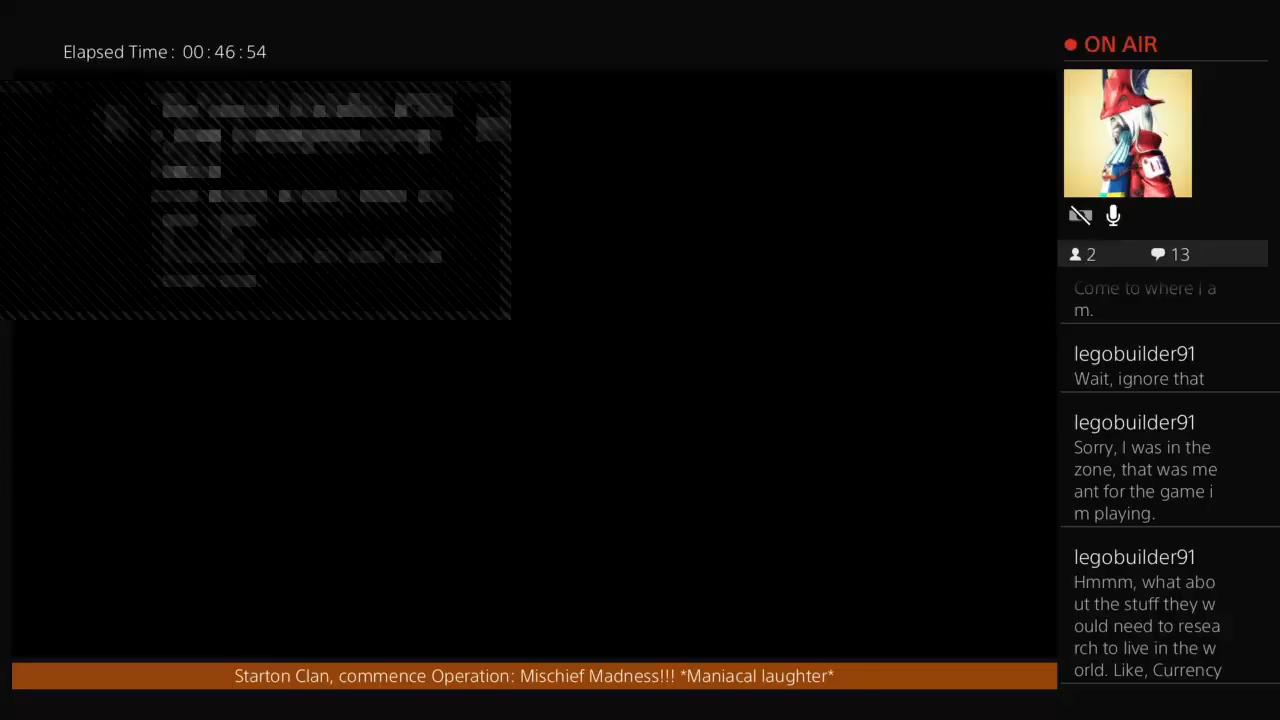 Elapsed Time: 00:46:54
ON AIR
2 13
Come to where i a
m.
legobuilder91
Wait, ignore that
legobuilder91
Sorry, I was in the
zone, that was me
ant for the game i
m playing.
legobuilder91
Hmmm, what abo
ut the stuff they w
ould need to resea
rch to live in the w
orld. Like, Currency
Starton Clan, commence Operation: Mischief Madness!!! *Maniacal laughter*